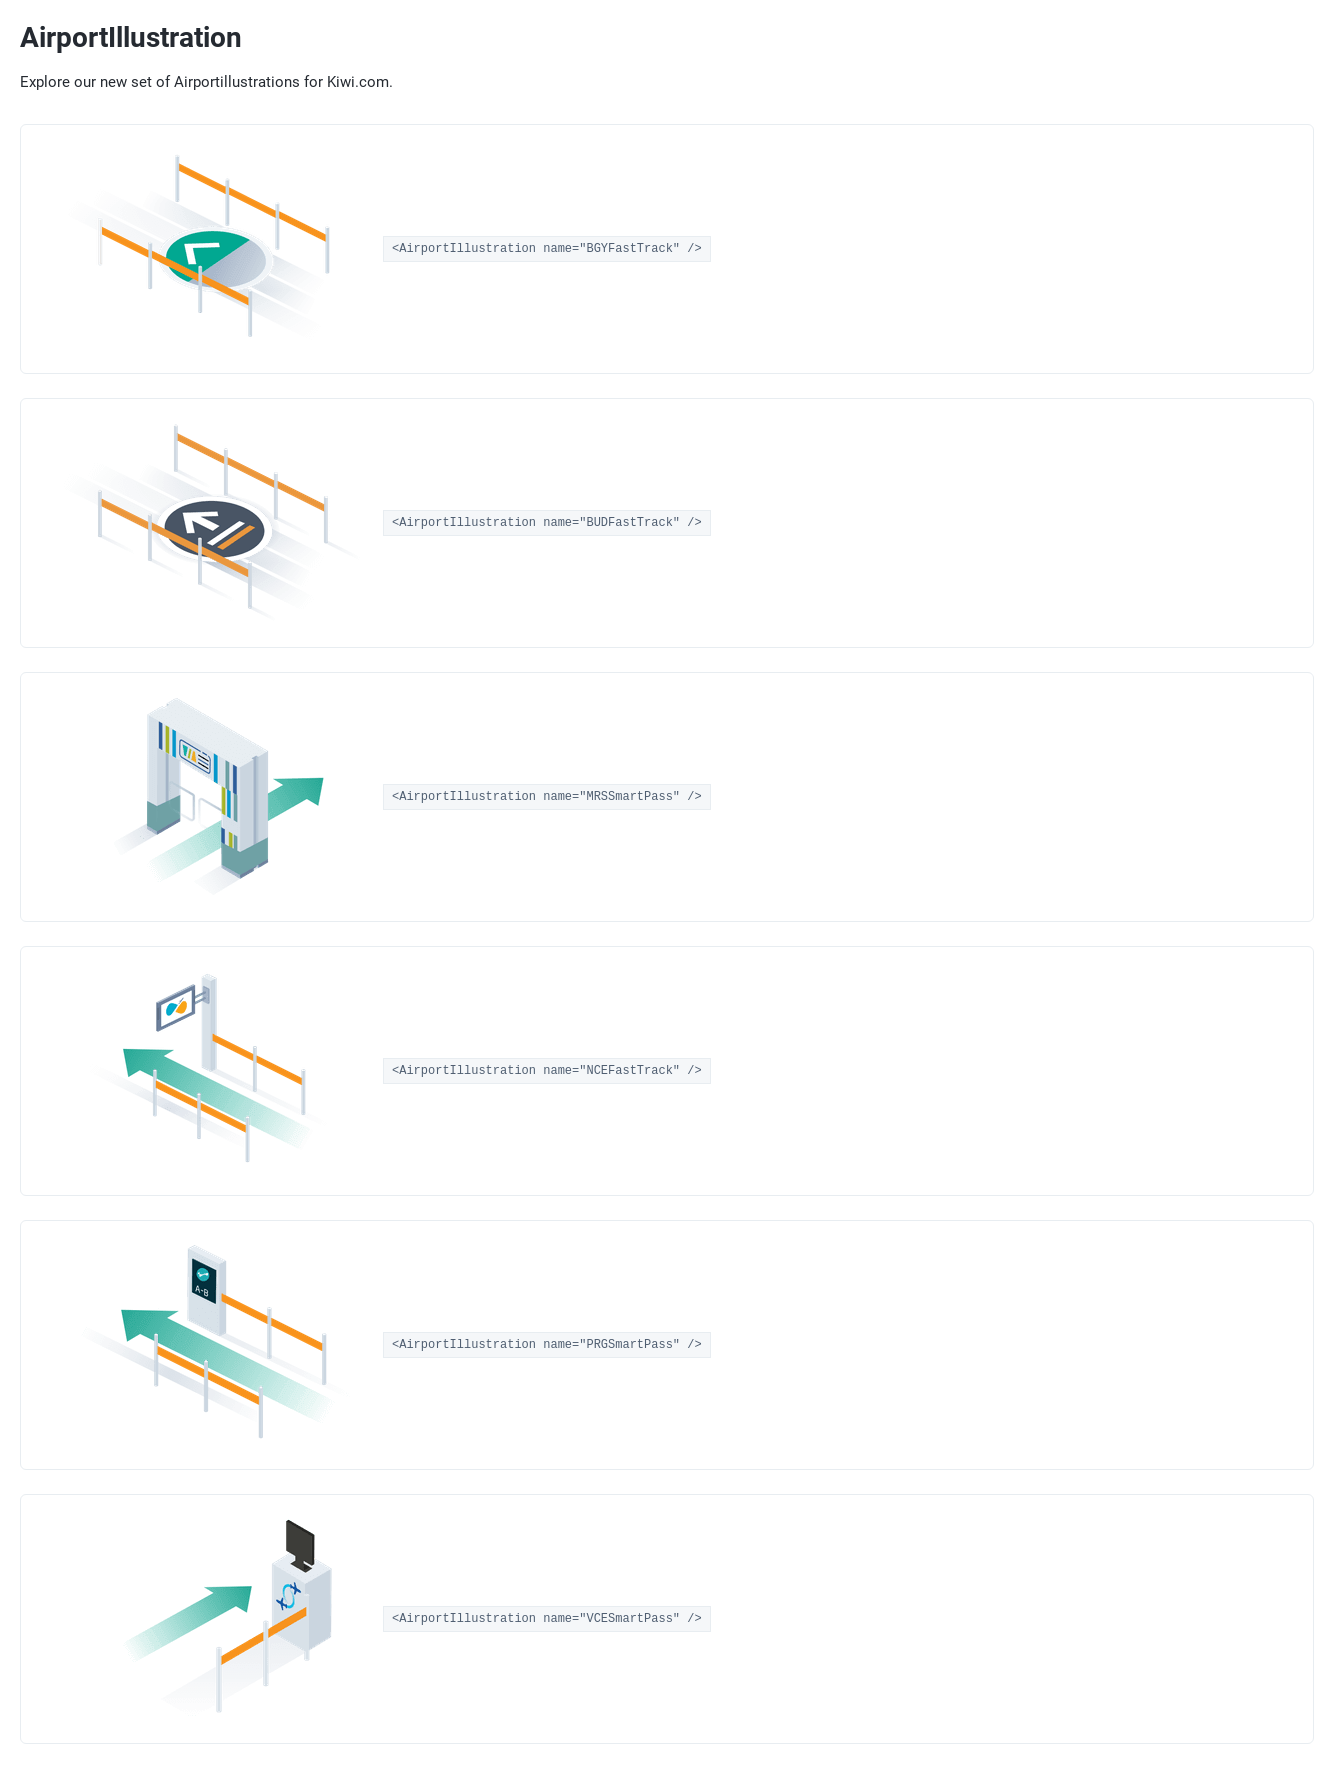 AirportIllustration
Explore our new set of Airportillustrations for Kiwi.com.
<AirportIllustration name="BGYFastTrack" />
<AirportIllustration name="BUDFastTrack" />
<AirportIllustration name="MRSSmartPass" />
<AirportIllustration name="NCEFastTrack" />
A-B
<AirportIllustration name="PRGSmartPass" />
<AirportIllustration name="VCESmartPass" />